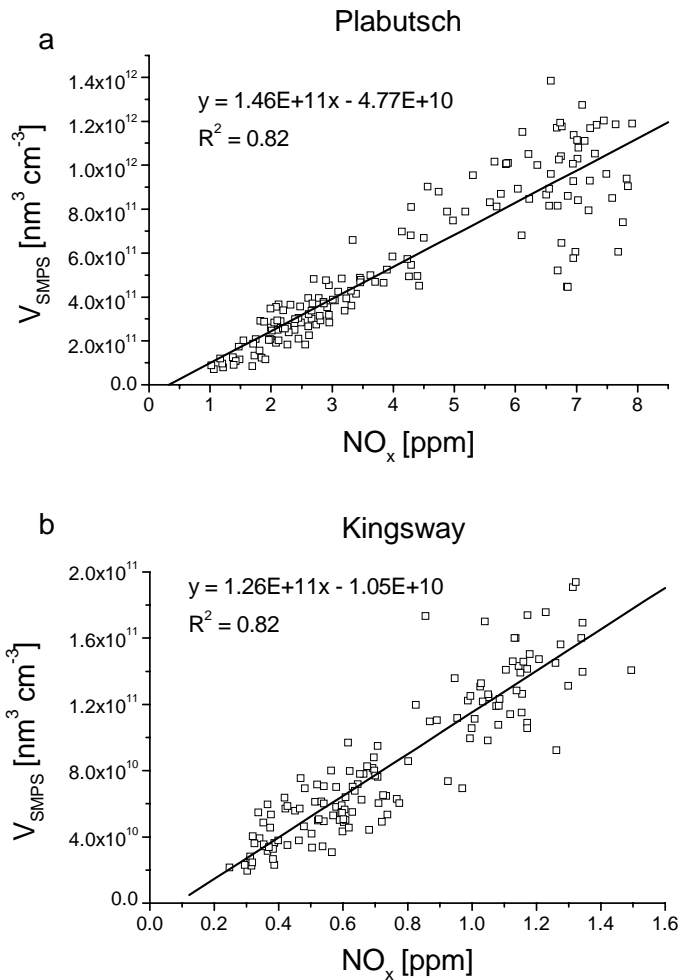 a
Plabutsch
y = 1.46E+11x - 4.77E+10
R² = 0.82
1.4x10¹²
1.2x10¹²
1.0x10¹²
8.0x10¹¹
6.0x10¹¹
4.0x10¹¹
2.0x10¹¹
0.0
V_SMPS [nm³ cm⁻³]
0 1 2 3 4 5 6 7 8
NOₓ [ppm]
b
Kingsway
y = 1.26E+11x - 1.05E+10
R² = 0.82
2.0x10¹¹
1.6x10¹¹
1.2x10¹¹
8.0x10¹⁰
4.0x10¹⁰
0.0
V_SMPS [nm³ cm⁻³]
0.0 0.2 0.4 0.6 0.8 1.0 1.2 1.4 1.6
NOₓ [ppm]